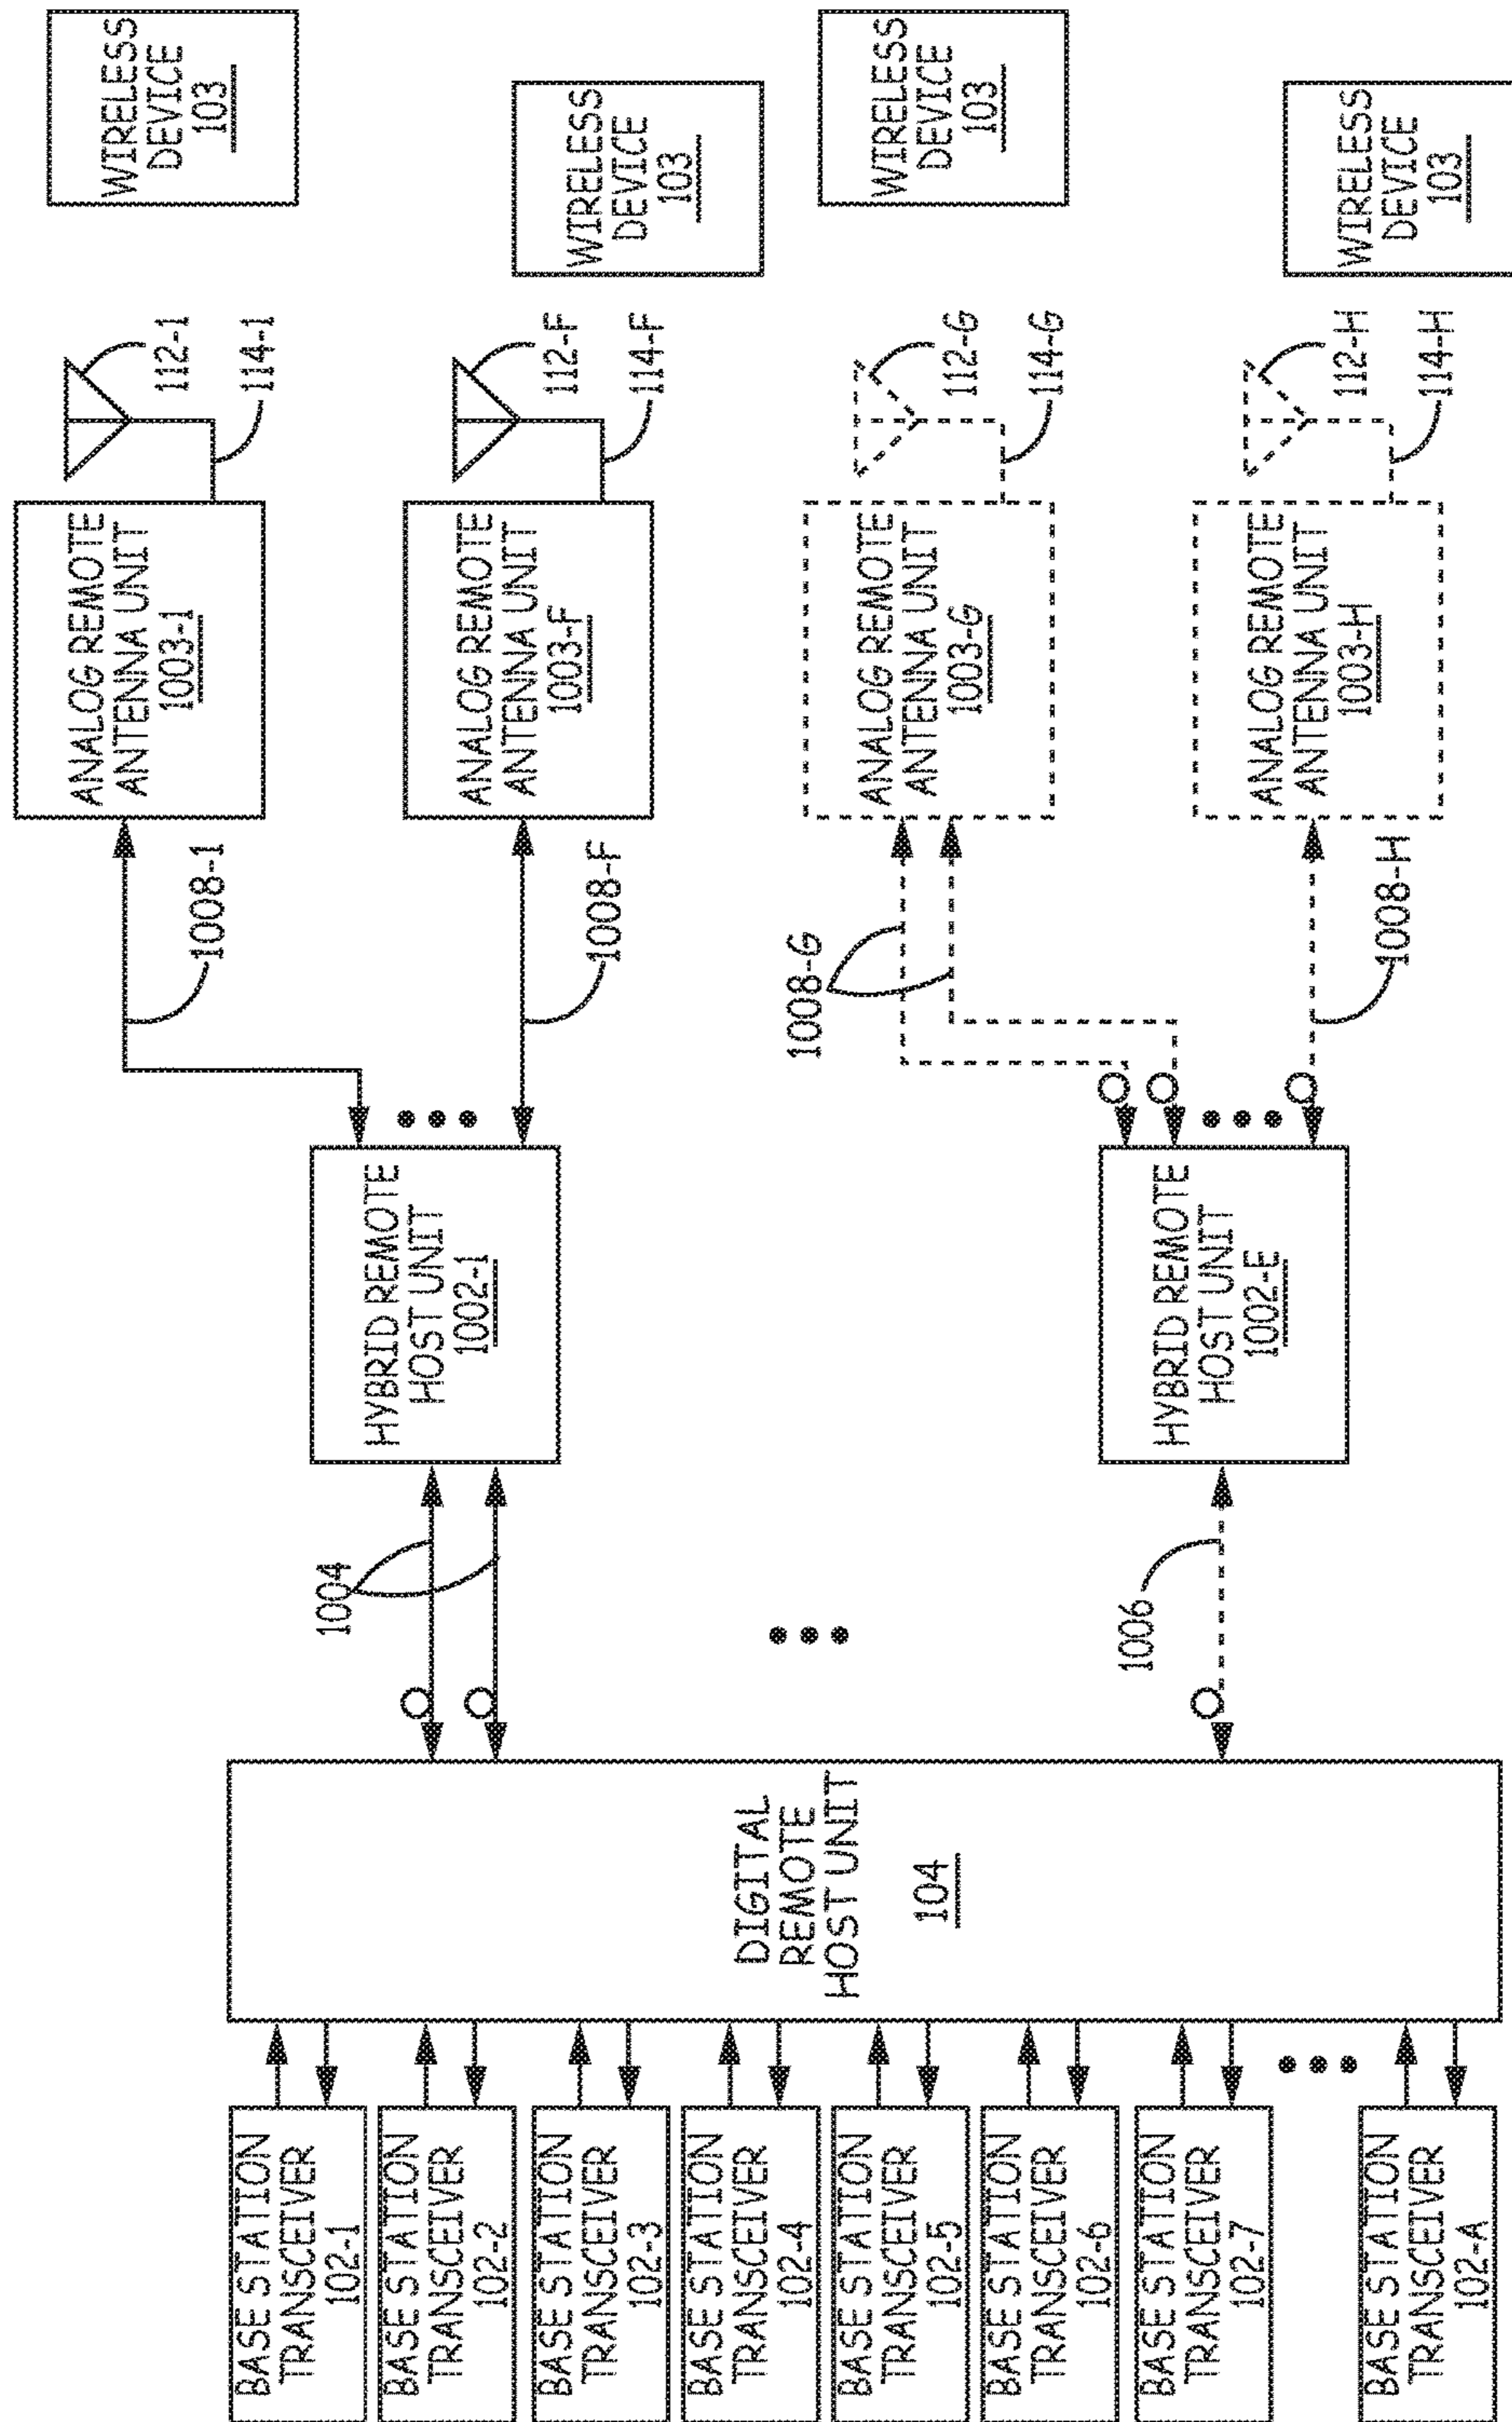 BASE STATION
TRANSCEIVER
102-1
BASE STATION
TRANSCEIVER
102-2
BASE STATION
TRANSCEIVER
102-3
BASE STATION
TRANSCEIVER
102-4
BASE STATION
TRANSCEIVER
102-5
BASE STATION
TRANSCEIVER
102-6
BASE STATION
TRANSCEIVER
102-7
BASE STATION
TRANSCEIVER
102-A
DIGITAL
REMOTE
HOST UNIT
104
1004
1006
HYBRID REMOTE
HOST UNIT
1002-1
HYBRID REMOTE
HOST UNIT
1002-E
1008-1
1008-F
1008-G
1008-H
ANALOG REMOTE
ANTENNA UNIT
1003-1
ANALOG REMOTE
ANTENNA UNIT
1003-F
ANALOG REMOTE
ANTENNA UNIT
1003-G
ANALOG REMOTE
ANTENNA UNIT
1003-H
112-1
114-1
112-F
114-F
112-G
114-G
112-H
114-H
WIRELESS
DEVICE
103
WIRELESS
DEVICE
103
WIRELESS
DEVICE
103
WIRELESS
DEVICE
103